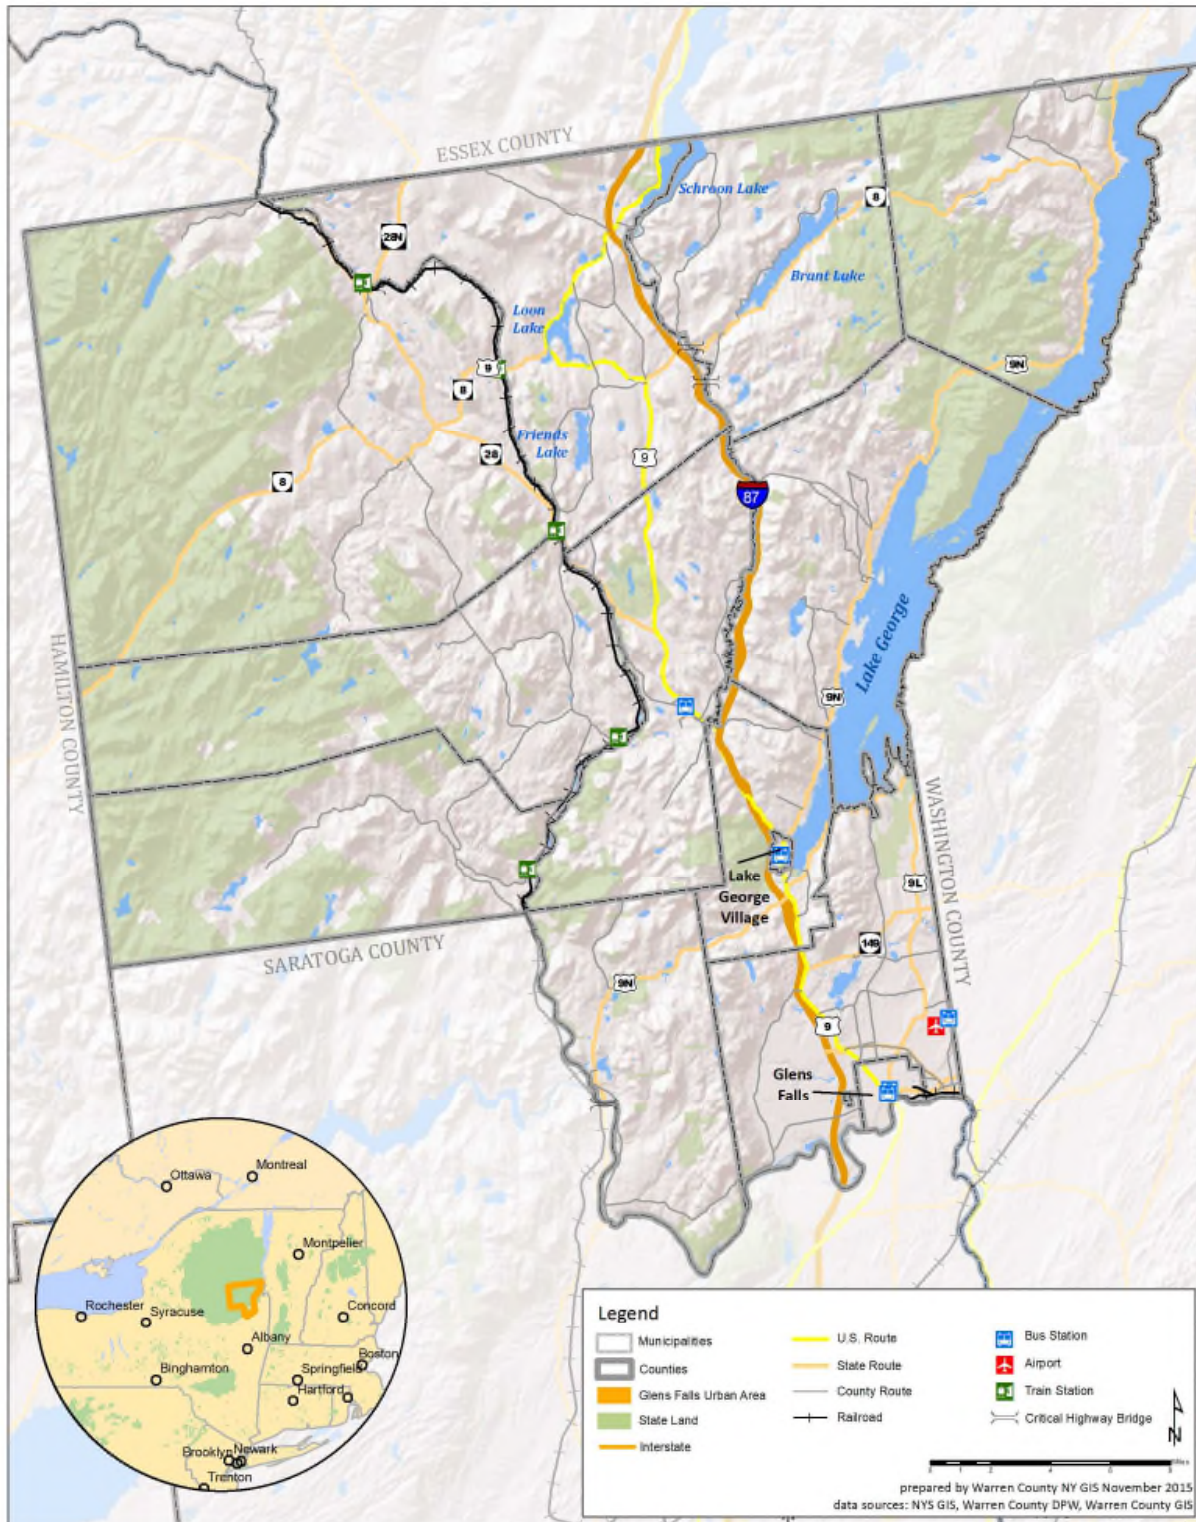 ESSEX COUNTY
Schroon Lake
8
28N
Brant Lake
Loon
Lake
9
9N
8
Friends
Lake
28
9
8
87
HAMILTON COUNTY
Lake George
9N
WASHINGTON COUNTY
Lake
George
Village
9L
SARATOGA COUNTY
149
9N
9
Glens
Falls
Montreal
Ottawa
Montpelier
Rochester
Syracuse
Concord
Albany
Boston
Binghamton
Springfield
Hartford
Brooklyn
Newark
Trenton
Legend
Municipalities
Counties
Glens Falls Urban Area
State Land
Interstate
U.S. Route
State Route
County Route
Railroad
Bus Station
Airport
Train Station
Critical Highway Bridge
N
prepared by Warren County NY GIS November 2015
data sources: NYS GIS, Warren County DPW, Warren County GIS